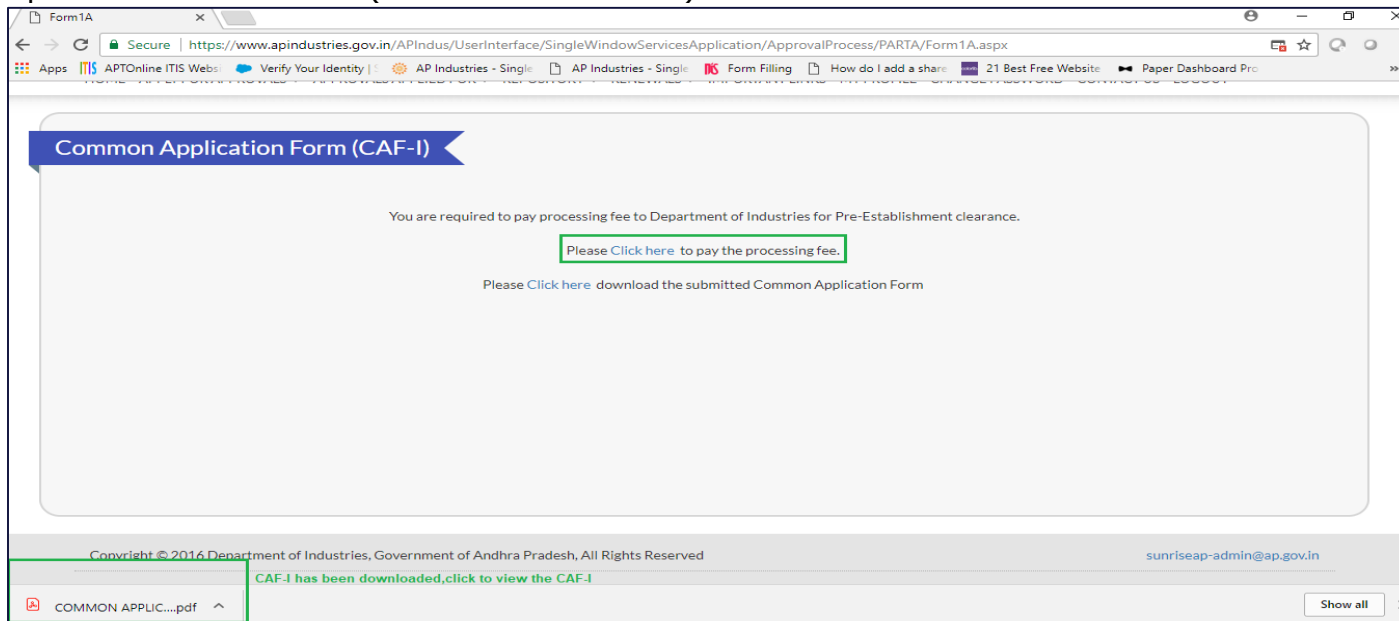 Form1A
Secure | https://www.apindustries.gov.in/APIndus/UserInterface/SingleWindowServicesApplication/ApprovalProcess/PARTA/Form1A.aspx
Apps APTOnline ITIS Websi Verify Your Identity | S AP Industries - Single AP Industries - Single Form Filling How do I add a share 21 Best Free Website Paper Dashboard Pro »
Common Application Form (CAF-I)
You are required to pay processing fee to Department of Industries for Pre-Establishment clearance.
Please Click here to pay the processing fee.
Please Click here download the submitted Common Application Form
Copyright © 2016 Department of Industries, Government of Andhra Pradesh, All Rights Reserved sunriseap-admin@ap.gov.in
CAF-I has been downloaded,click to view the CAF-I
COMMON APPLIC....pdf Show all